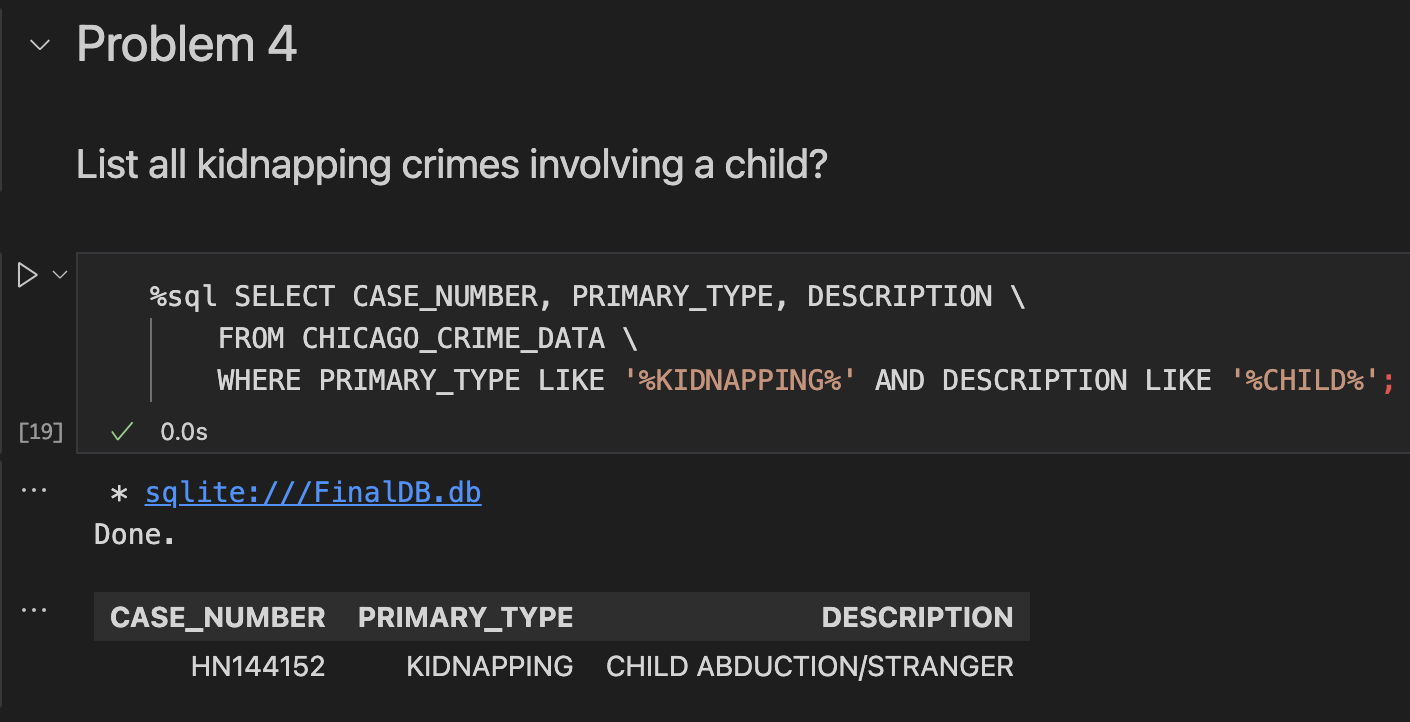 Problem 4
List all kidnapping crimes involving a child?
%sql SELECT CASE_NUMBER, PRIMARY_TYPE, DESCRIPTION \
FROM CHICAGO_CRIME_DATA \
WHERE PRIMARY_TYPE LIKE '%KIDNAPPING%' AND DESCRIPTION LIKE '%CHILD%';
[19] 0.0s
* sqlite:///FinalDB.db
Done.
CASE_NUMBER PRIMARY_TYPE DESCRIPTION
HN144152 KIDNAPPING CHILD ABDUCTION/STRANGER